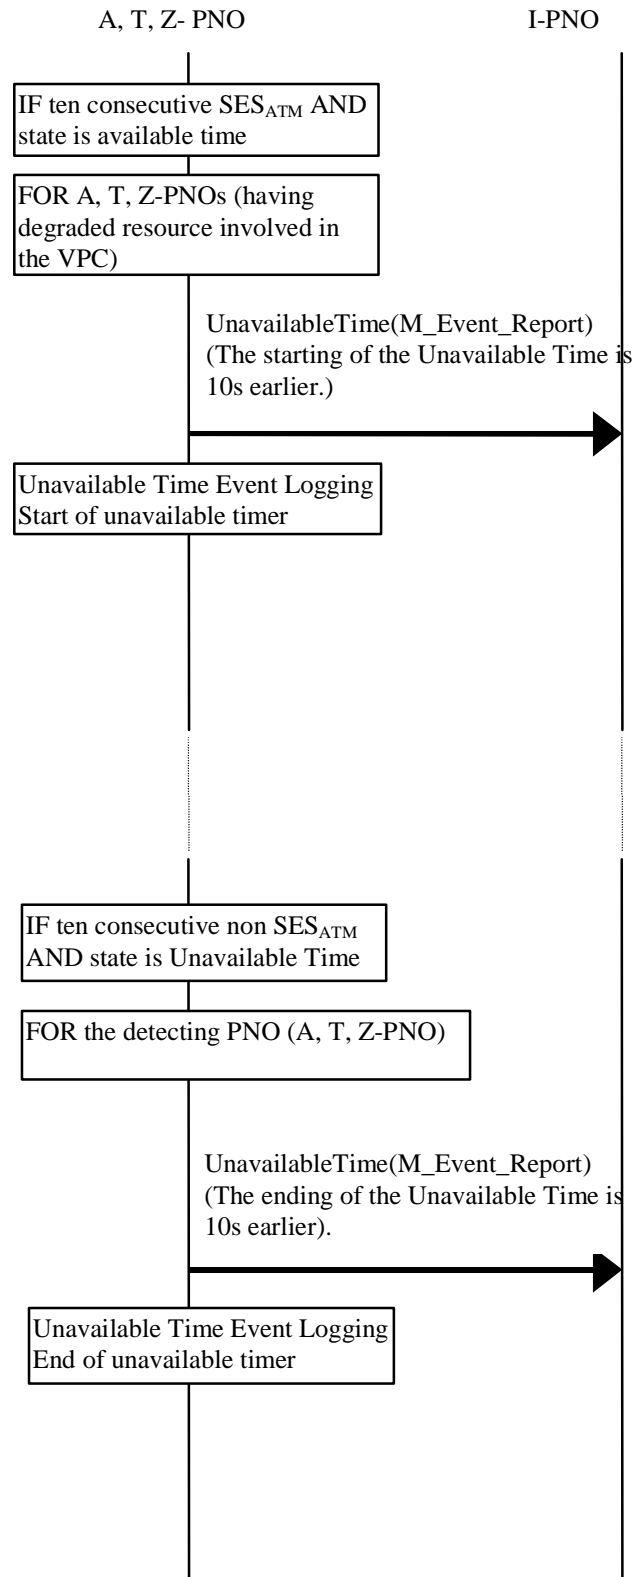 A, T, Z- PNO
I-PNO
IF ten consecutive SES_ATM AND
state is available time
FOR A, T, Z-PNOs (having
degraded resource involved in
the VPC)
UnavailableTime(M_Event_Report)
(The starting of the Unavailable Time is
10s earlier.)
Unavailable Time Event Logging
Start of unavailable timer
IF ten consecutive non SES_ATM
AND state is Unavailable Time
FOR the detecting PNO (A, T, Z-PNO)
UnavailableTime(M_Event_Report)
(The ending of the Unavailable Time is
10s earlier).
Unavailable Time Event Logging
End of unavailable timer